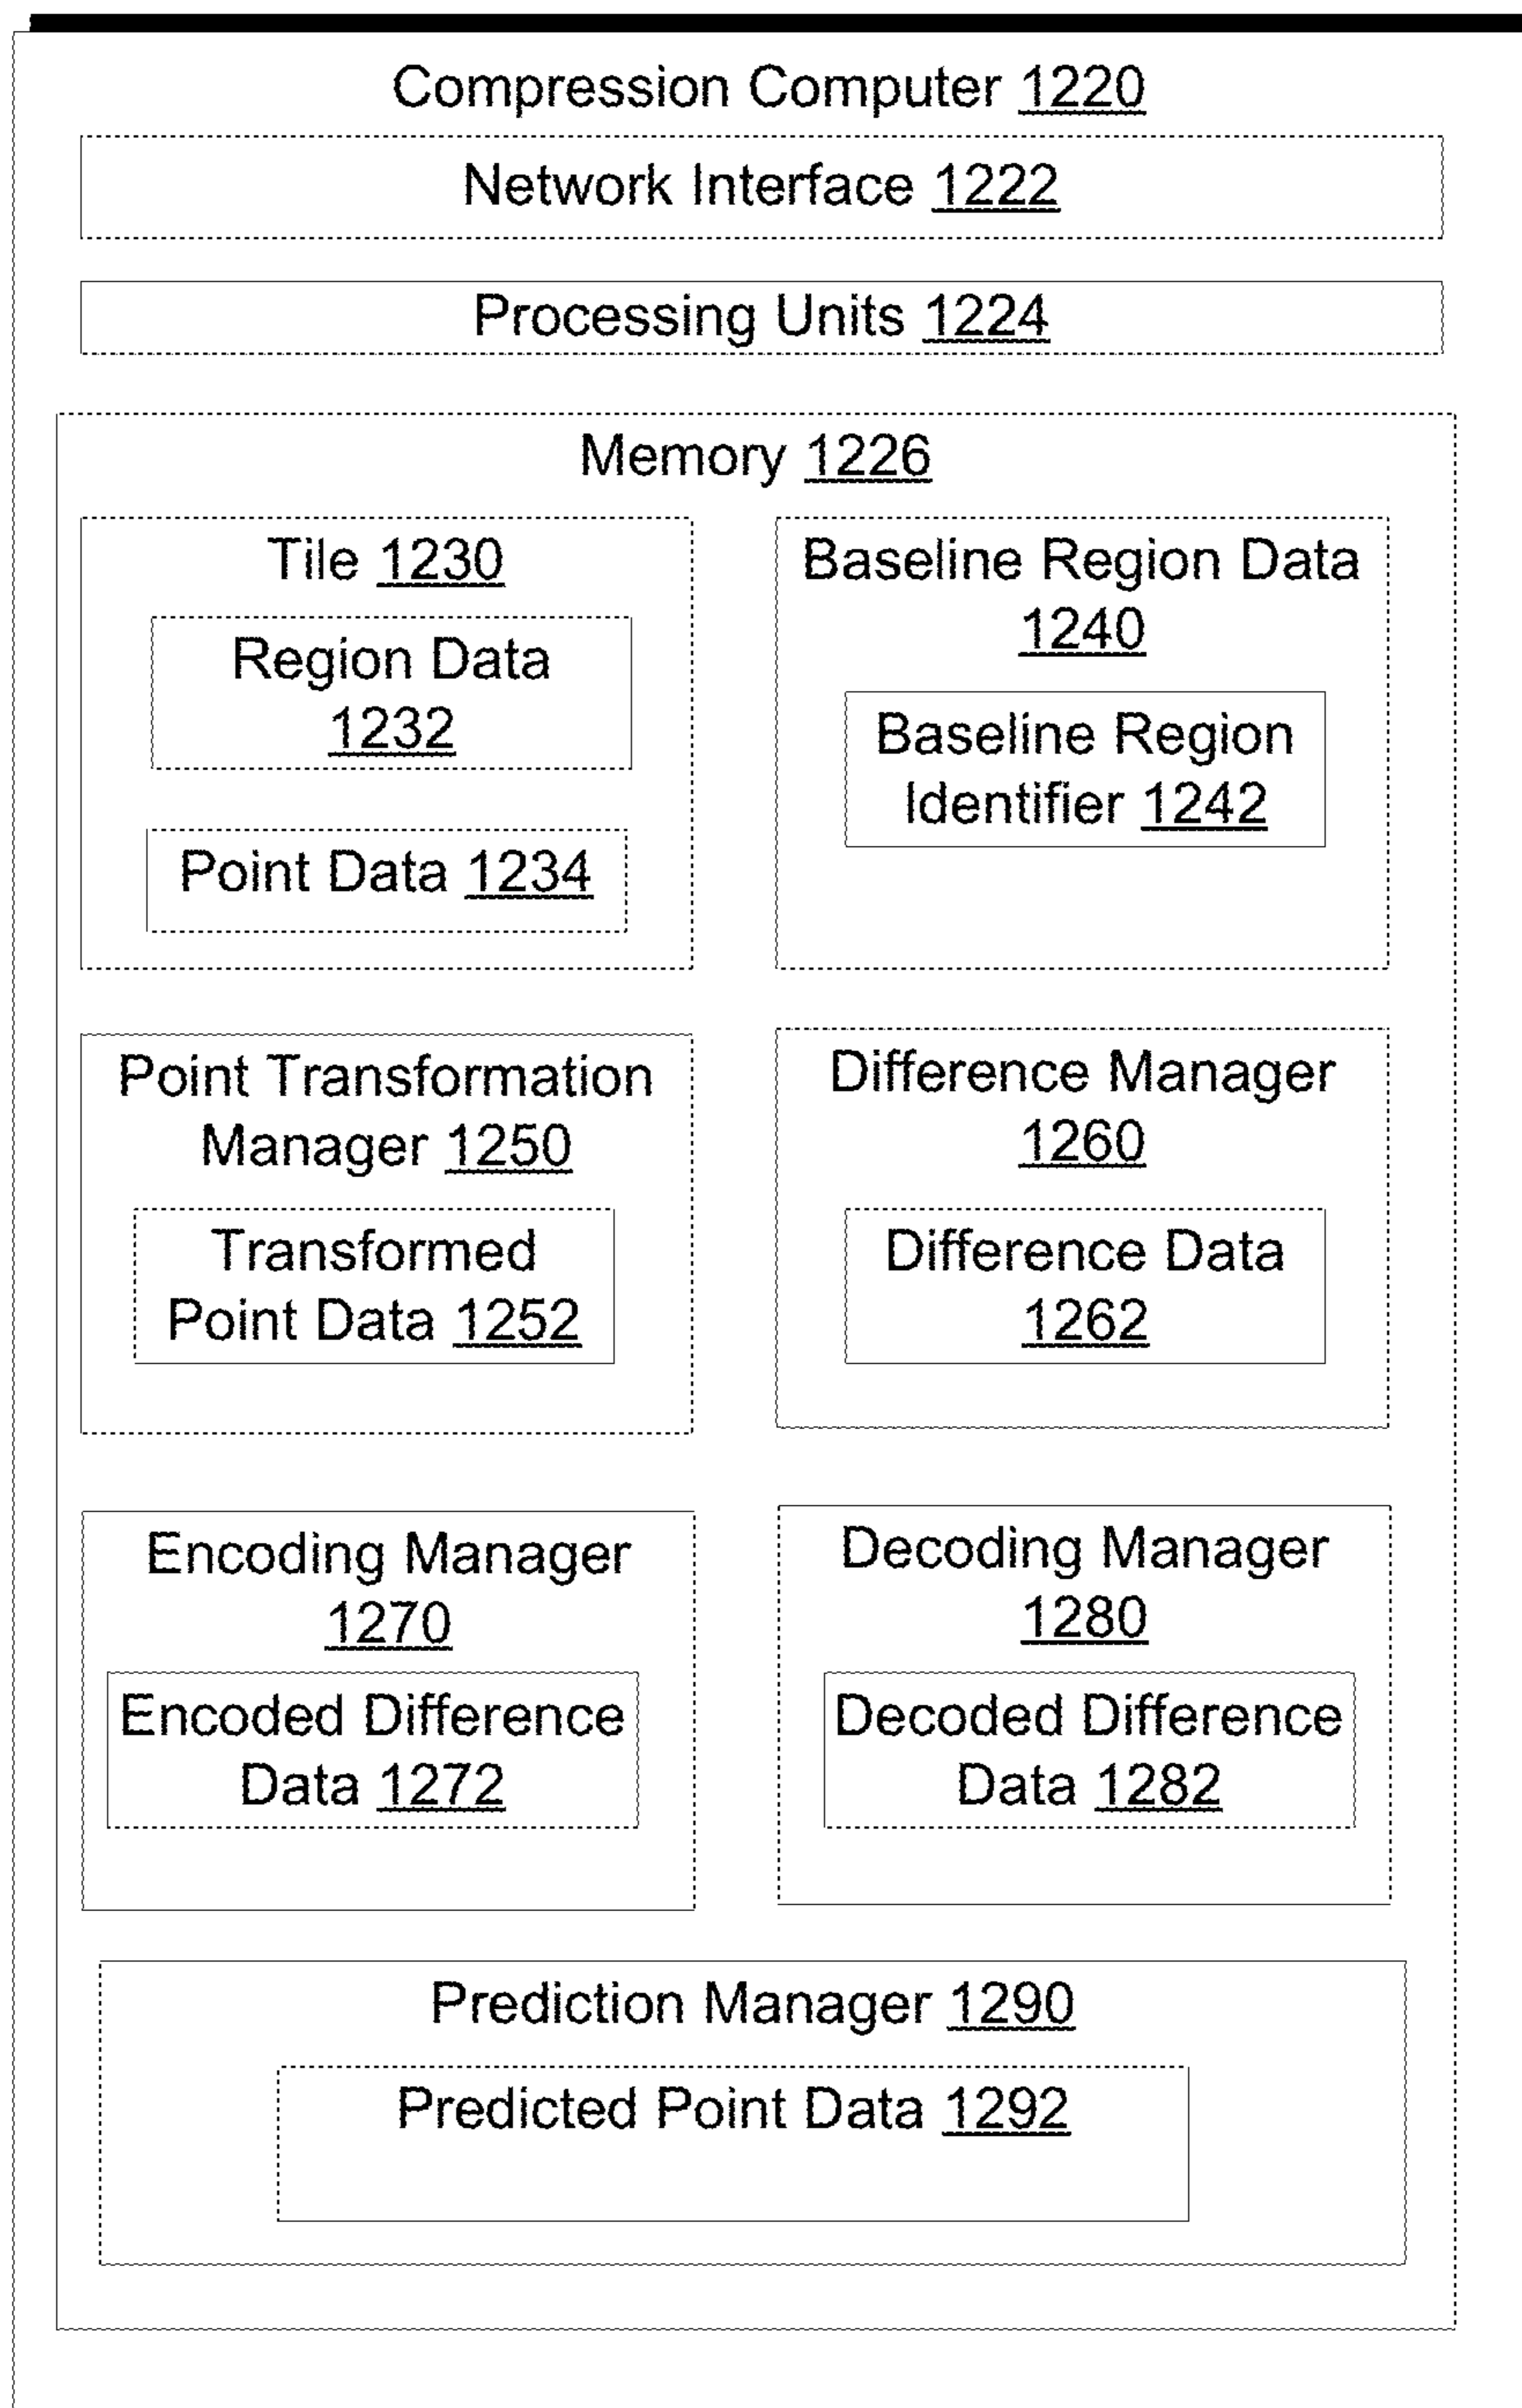 Compression Computer 1220
Network Interface 1222
Processing Units 1224
Memory 1226
Tile 1230
Region Data
1232
Point Data 1234
Baseline Region Data
1240
Baseline Region
Identifier 1242
Point Transformation
Manager 1250
Transformed
Point Data 1252
Difference Manager
1260
Difference Data
1262
Encoding Manager
1270
Encoded Difference
Data 1272
Decoding Manager
1280
Decoded Difference
Data 1282
Prediction Manager 1290
Predicted Point Data 1292